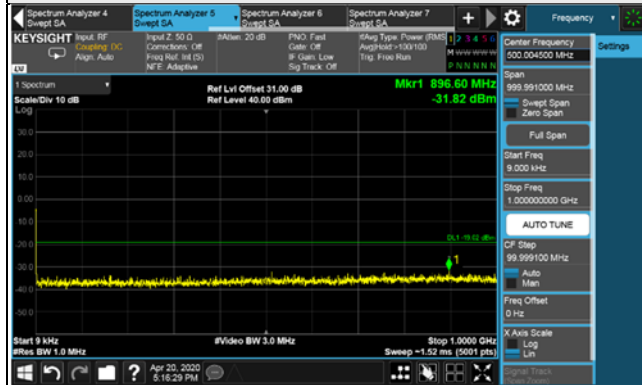 Spectrum Analyzer 4
Swept SA
Spectrum Analyzer 5
Swept SA
Spectrum Analyzer 6
Swept SA
Spectrum Analyzer 7
Swept SA
+
Frequency
KEYSIGHT
Input: RF
Coupling: DC
Align: Auto
Input Z: 50 Ω
Corrections: Off
Freq Ref: Int (S)
NFE: Adaptive
#Atten: 20 dB
PNO: Fast
Gate: Off
IF Gain: Low
Sig Track: Off
#Avg Type: Power (RMS
Avg|Hold:>100/100
Trig: Free Run
1 2 3 4 5 6
M W W W W W
P N N N N N
1 Spectrum
Scale/Div 10 dB
Log
Ref Lvl Offset 31.00 dB
Ref Level 40.00 dBm
Mkr1 896.60 MHz
-31.82 dBm
30.0
20.0
10.0
0.00
-10.0
-20.0
-30.0
-40.0
-50.0
DL1 -19.02 dBm
1
Start 9 kHz
#Res BW 1.0 MHz
#Video BW 3.0 MHz
Stop 1.0000 GHz
Sweep ~1.52 ms (5001 pts)
Center Frequency
500.004500 MHz
Span
999.991000 MHz
Swept Span
Zero Span
Full Span
Start Freq
9.000 kHz
Stop Freq
1.000000000 GHz
AUTO TUNE
CF Step
99.999100 MHz
Auto
Man
Freq Offset
0 Hz
X Axis Scale
Log
Lin
Signal Track
(Span Zoom)
Settings
?
Apr 20, 2020
5:16:29 PM